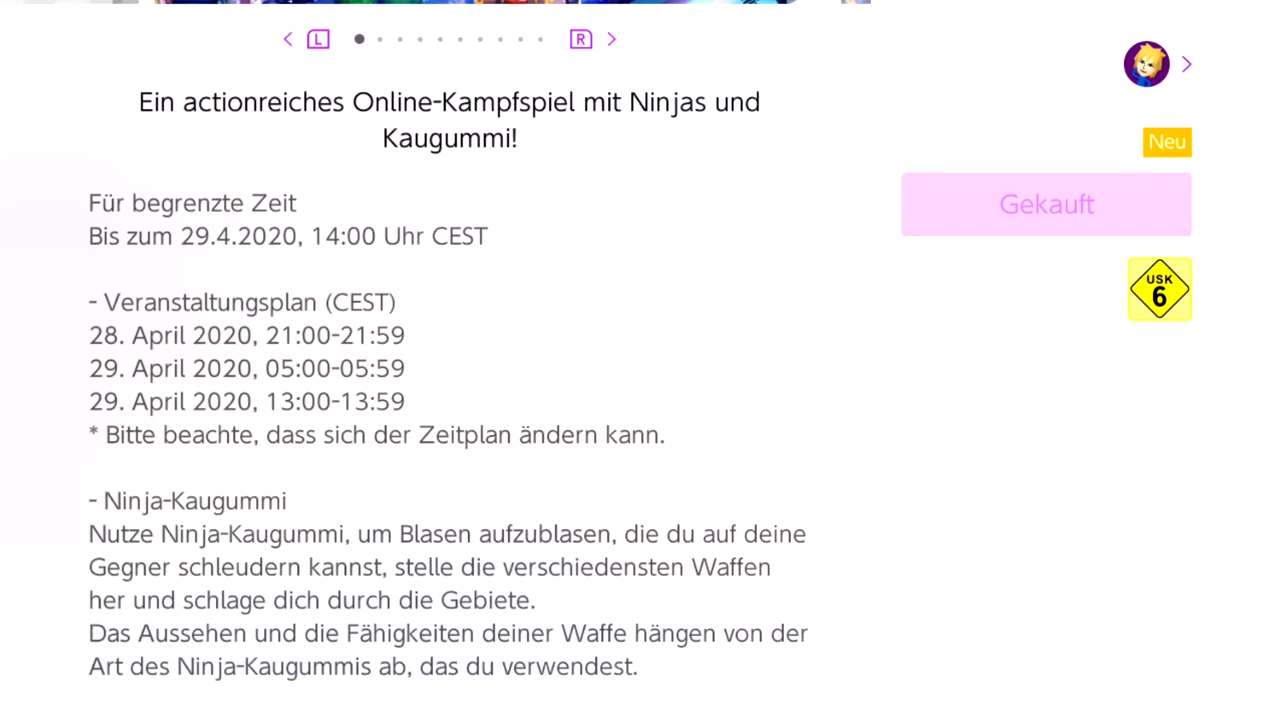 L
R
Ein actionreiches Online-Kampfspiel mit Ninjas und
Kaugummi!
Neu
Gekauft
USK
6
Für begrenzte Zeit
Bis zum 29.4.2020, 14:00 Uhr CEST
- Veranstaltungsplan (CEST)
28. April 2020, 21:00-21:59
29. April 2020, 05:00-05:59
29. April 2020, 13:00-13:59
* Bitte beachte, dass sich der Zeitplan ändern kann.
- Ninja-Kaugummi
Nutze Ninja-Kaugummi, um Blasen aufzublasen, die du auf deine
Gegner schleudern kannst, stelle die verschiedensten Waffen
her und schlage dich durch die Gebiete.
Das Aussehen und die Fähigkeiten deiner Waffe hängen von der
Art des Ninja-Kaugummis ab, das du verwendest.